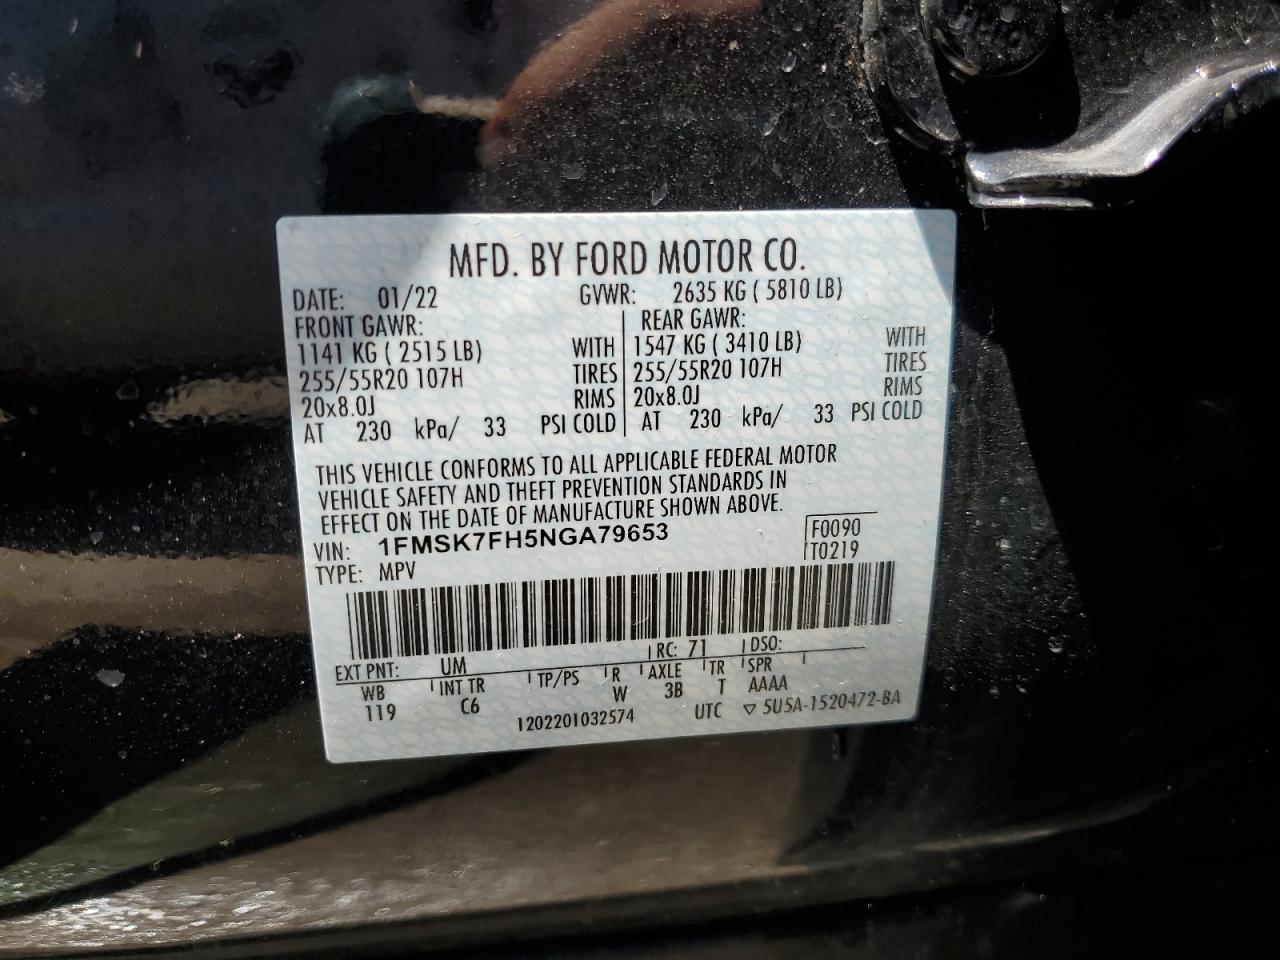 MFD. BY FORD MOTOR CO.
DATE: 01/22 GVWR: 2635 KG ( 5810 LB)
FRONT GAWR: REAR GAWR:
1141 KG ( 2515 LB) WITH 1547 KG ( 3410 LB) WITH
255/55R20 107H TIRES 255/55R20 107H TIRES
20x8.0J RIMS 20x8.0J RIMS
AT 230 kPa/ 33 PSI COLD AT 230 kPa/ 33 PSI COLD
THIS VEHICLE CONFORMS TO ALL APPLICABLE FEDERAL MOTOR
VEHICLE SAFETY AND THEFT PREVENTION STANDARDS IN
EFFECT ON THE DATE OF MANUFACTURE SHOWN ABOVE.
VIN: 1FMSK7FH5NGA79653 F0090
TYPE: MPV T0219
EXT PNT: UM RC: 71 DSO:
WB INT TR TP/PS R AXLE TR SPR
119 C6 W 3B T AAAA
1202201032574 UTC ▽ 5U5A-1520472-BA